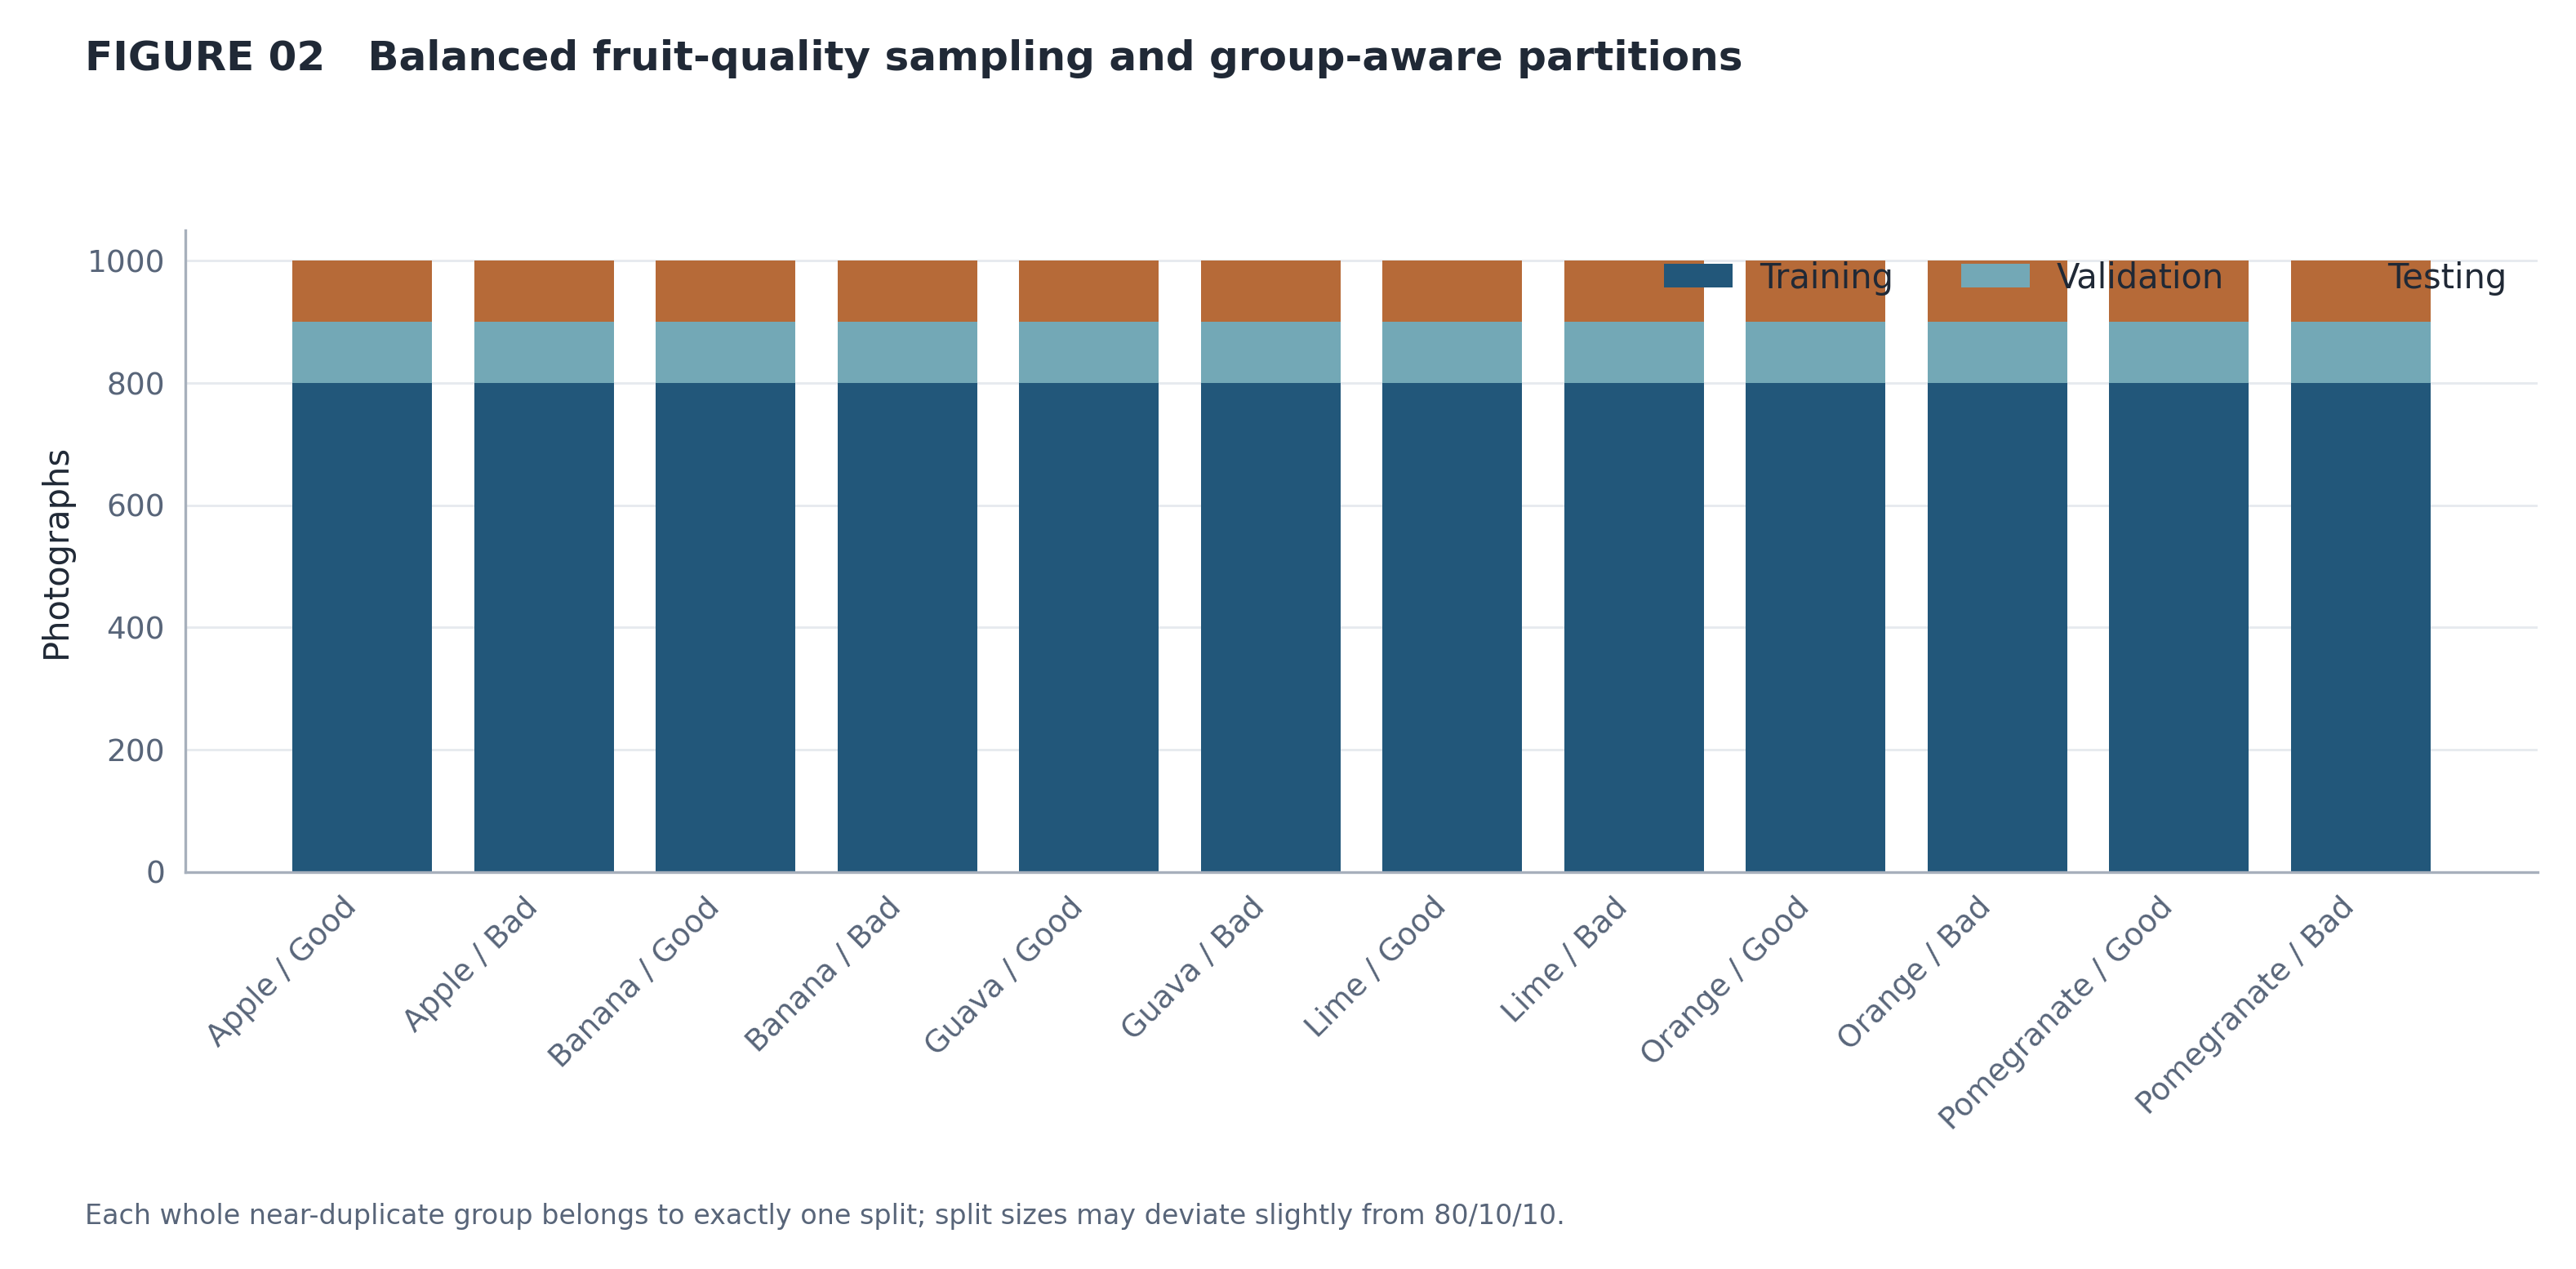 FIGURE 02 Balanced fruit-quality sampling and group-aware partitions
Training Validation Testing
Photographs
1000
800
600
400
200
0
Apple / Good
Apple / Bad
Banana / Good
Banana / Bad
Guava / Good
Guava / Bad
Lime / Good
Lime / Bad
Orange / Good
Orange / Bad
Pomegranate / Good
Pomegranate / Bad
Each whole near-duplicate group belongs to exactly one split; split sizes may deviate slightly from 80/10/10.